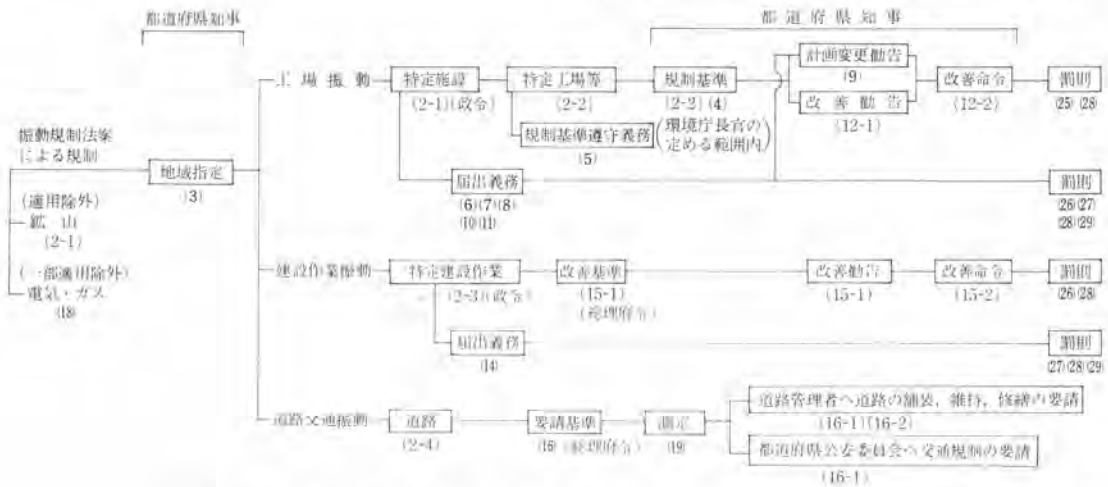 都道府県知事
都道府県知事
工場振動
特定施設
(2-1)(政令)
特定工場等
(2-2)
規制基準
(2-2)(4)
(環境庁長官の
定める範囲内)
規制基準遵守義務
(5)
計画変更勧告
(9)
改善勧告
(12-1)
改善命令
(12-2)
罰則
(25)(28)
届出義務
(6)(7)(8)
(10)(11)
罰則
(26)(27)
(28)(29)
振動規制法案
による規制
地域指定
(3)
(適用除外)
鉱山
(2-1)
(一部適用除外)
電気・ガス
(18)
建設作業振動
特定建設作業
(2-3)(政令)
改善基準
(15-1)
(総理府令)
改善勧告
(15-1)
改善命令
(15-2)
罰則
(26)(28)
届出義務
(14)
罰則
(27)(28)(29)
道路交通振動
道路
(2-4)
要請基準
(16)(総理府令)
測定
(19)
道路管理者へ道路の舗装、維持、修繕の要請
(16-1)(16-2)
都道府県公安委員会へ交通規制の要請
(16-1)